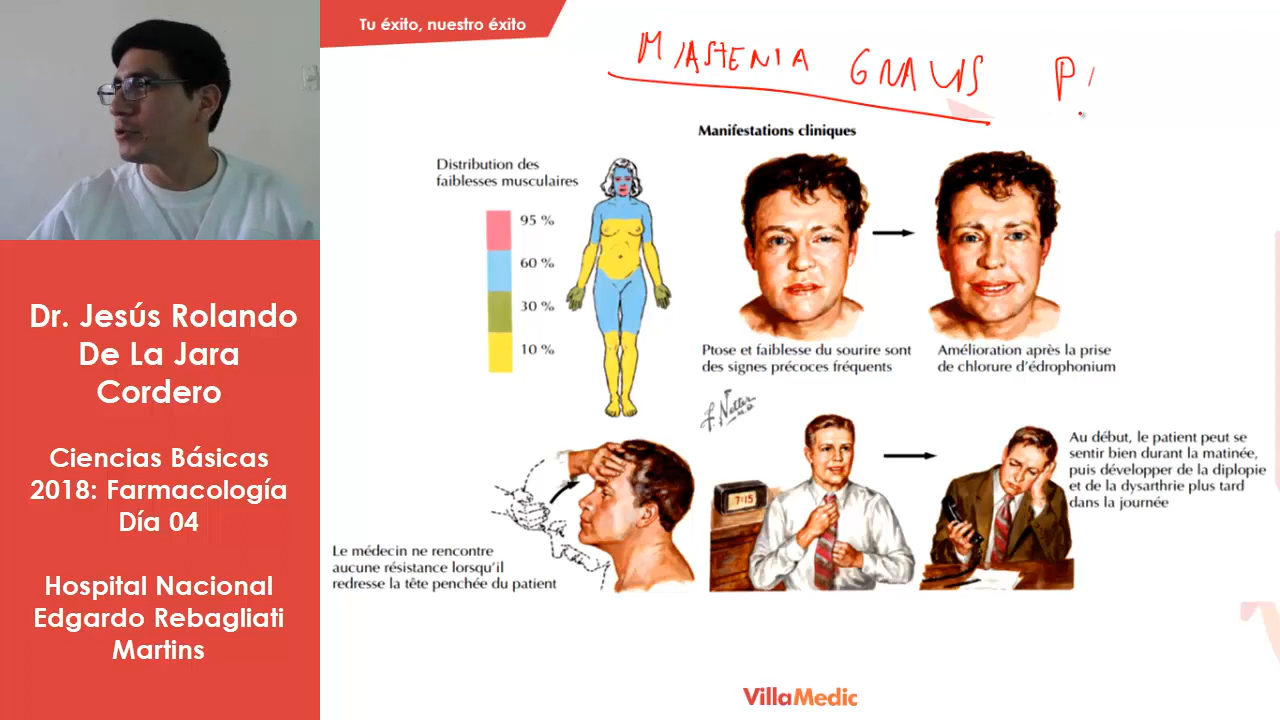 Tu éxito, nuestro éxito
MIASTENIA GRAVIS P
Manifestations cliniques
Distribution des
faiblesses musculaires
95 %
60 %
30 %
10 %
Ptose et faiblesse du sourire sont
des signes précoces fréquents
Amélioration après la prise
de chlorure d'édrophonium
F. Netter
M.D.
7:15
Au début, le patient peut se
sentir bien durant la matinée,
puis développer de la diplopie
et de la dysarthrie plus tard
dans la journée
Le médecin ne rencontre
aucune résistance lorsqu'il
redresse la tête penchée du patient
Dr. Jesús Rolando
De La Jara
Cordero
Ciencias Básicas
2018: Farmacología
Día 04
Hospital Nacional
Edgardo Rebagliati
Martins
VillaMedic